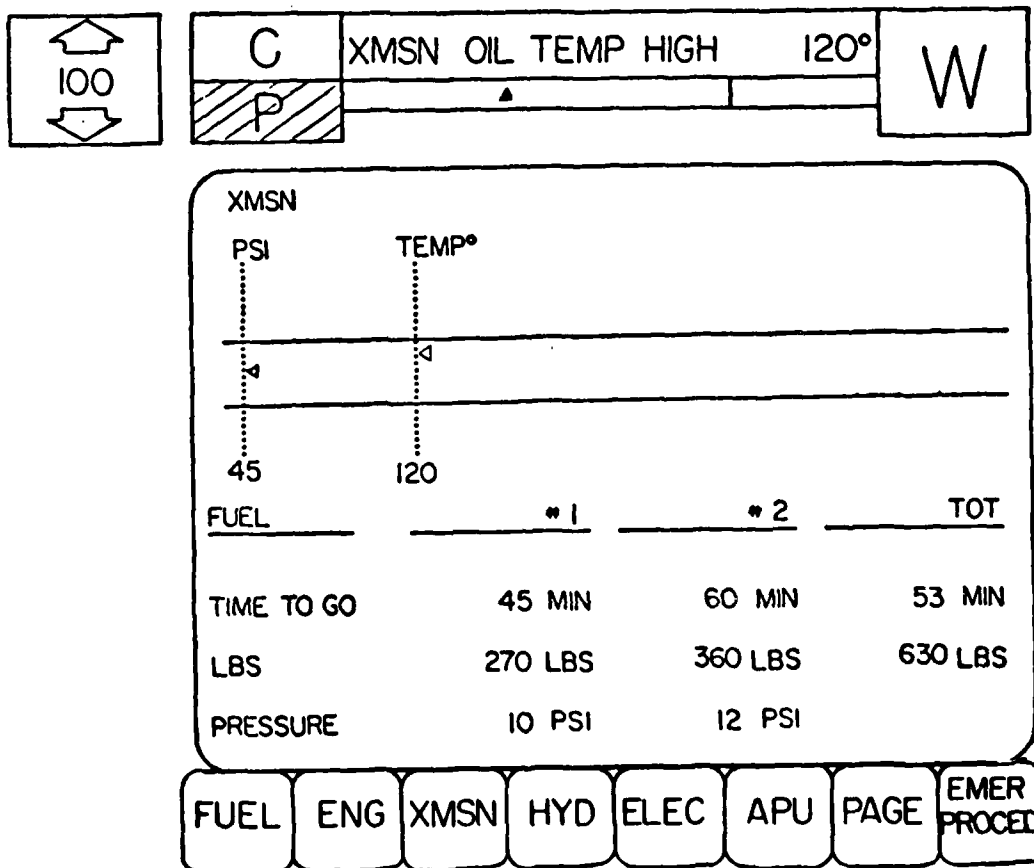 100
C
XMSN OIL TEMP HIGH 120°
P
W
XMSN
PSI TEMP°
45 120
FUEL #1 #2 TOT
TIME TO GO 45 MIN 60 MIN 53 MIN
LBS 270 LBS 360 LBS 630 LBS
PRESSURE 10 PSI 12 PSI
FUEL ENG XMSN HYD ELEC APU PAGE EMER PROCED